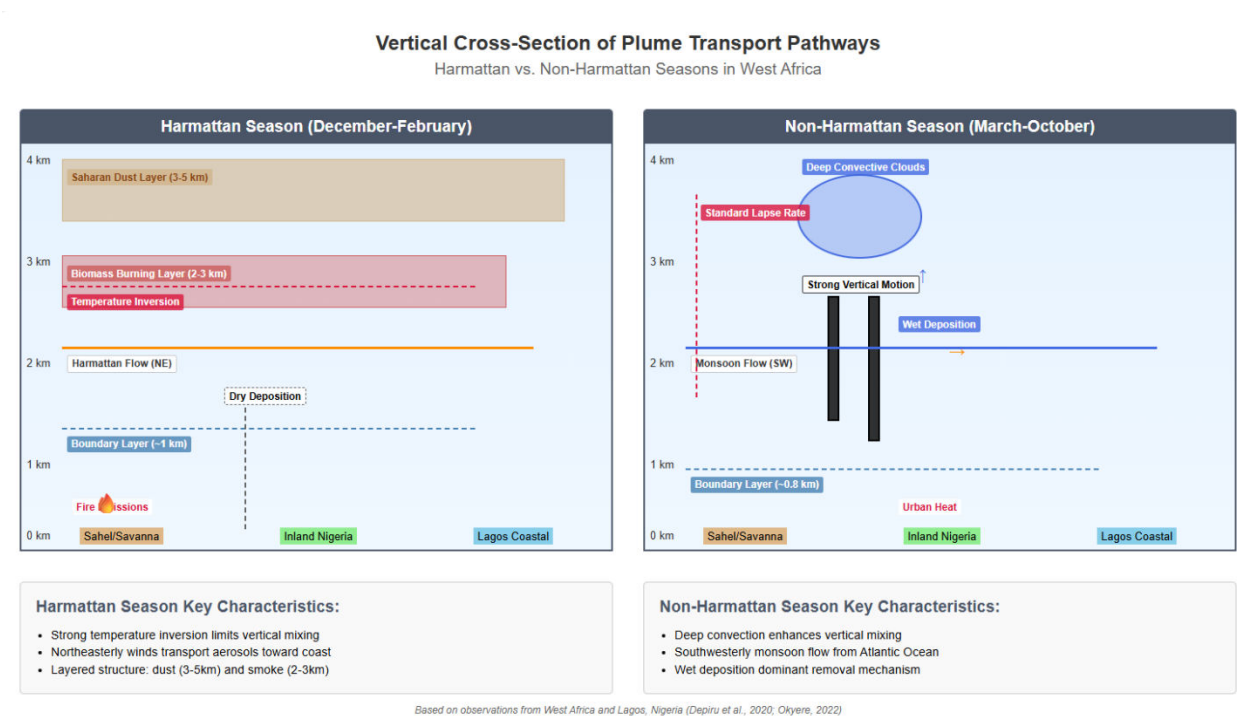 Vertical Cross-Section of Plume Transport Pathways
Harmattan vs. Non-Harmattan Seasons in West Africa
Harmattan Season (December-February)
4 km
Saharan Dust Layer (3-5 km)
3 km
Biomass Burning Layer (2-3 km)
Temperature Inversion
2 km
Harmattan Flow (NE)
Dry Deposition
Boundary Layer (~1 km)
1 km
Fire issions
0 km
Sahel/Savanna
Inland Nigeria
Lagos Coastal
Non-Harmattan Season (March-October)
4 km
Deep Convective Clouds
Standard Lapse Rate
3 km
Strong Vertical Motion
↑
Wet Deposition
→
2 km
Monsoon Flow (SW)
1 km
Boundary Layer (~0.8 km)
Urban Heat
0 km
Sahel/Savanna
Inland Nigeria
Lagos Coastal
Harmattan Season Key Characteristics:
• Strong temperature inversion limits vertical mixing
• Northeasterly winds transport aerosols toward coast
• Layered structure: dust (3-5km) and smoke (2-3km)
Non-Harmattan Season Key Characteristics:
• Deep convection enhances vertical mixing
• Southwesterly monsoon flow from Atlantic Ocean
• Wet deposition dominant removal mechanism
Based on observations from West Africa and Lagos, Nigeria (Depiru et al., 2020; Okyere, 2022)